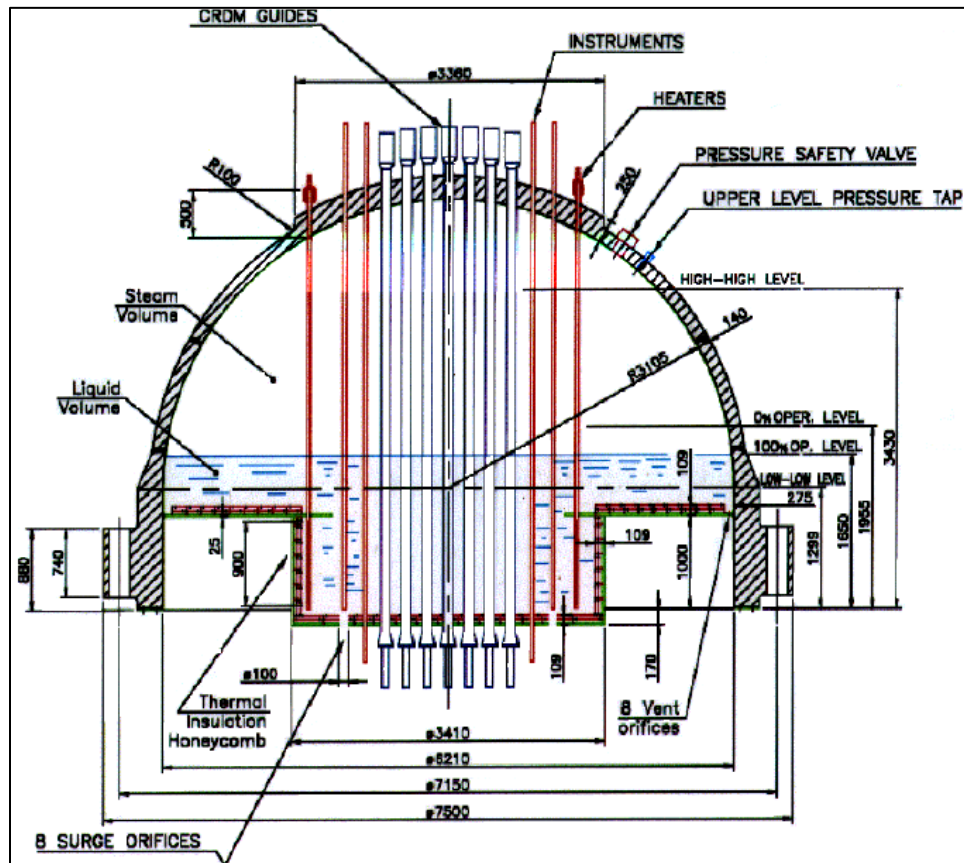 CRDM GUIDES
INSTRUMENTS
ø3360
HEATERS
PRESSURE SAFETY VALVE
R100
250
UPPER LEVEL PRESSURE TAP
500
HIGH-HIGH LEVEL
Steam
Volume
140
R3105
Liquid
Volume
0% OPER. LEVEL
3430
100% OP. LEVEL
109
LOW-LOW LEVEL
275
880
740
25
900
109
1000
1299
1650
1955
109
170
ø100
Thermal
Insulation
Honeycomb
8 Vent
orifices
ø3410
ø6210
ø7150
ø7500
8 SURGE ORIFICES